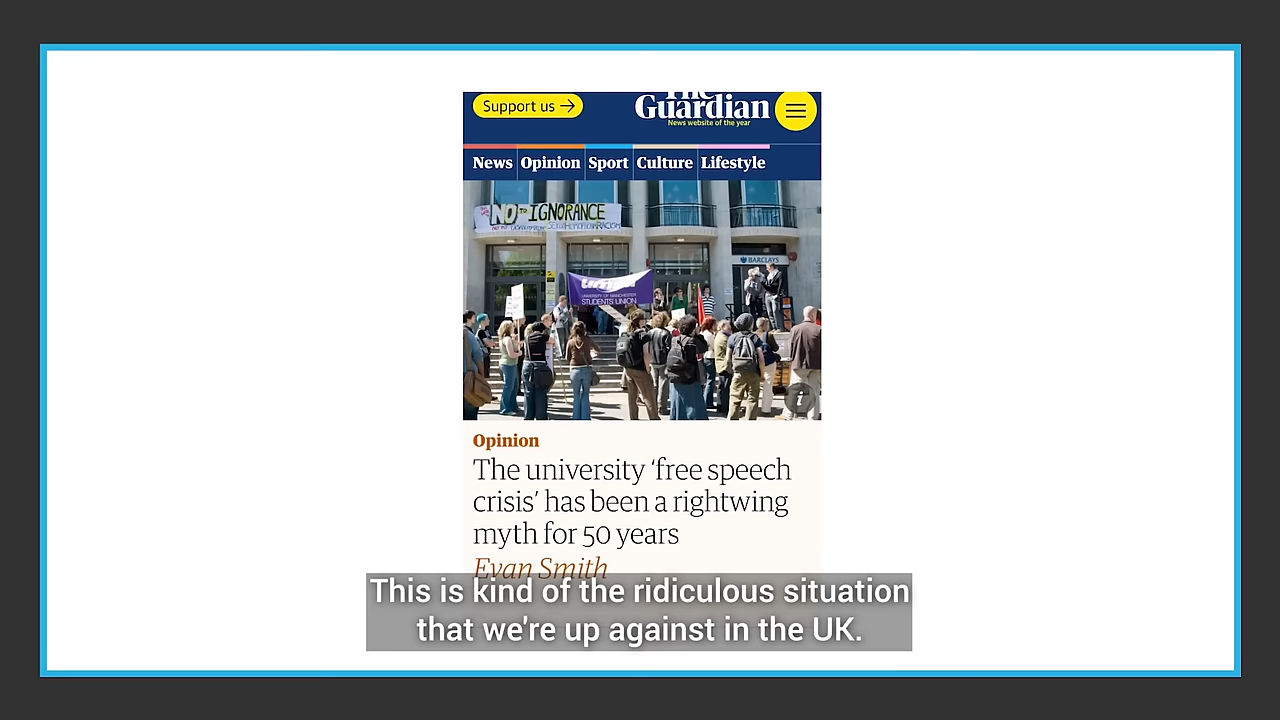 Support us →
The
Guardian
News website of the year
News Opinion Sport Culture Lifestyle
NO TO IGNORANCE
BARCLAYS
UNIVERSITY OF MANCHESTER
STUDENTS UNION
i
Opinion
The university ‘free speech
crisis’ has been a rightwing
myth for 50 years
Evan Smith
This is kind of the ridiculous situation
that we're up against in the UK.